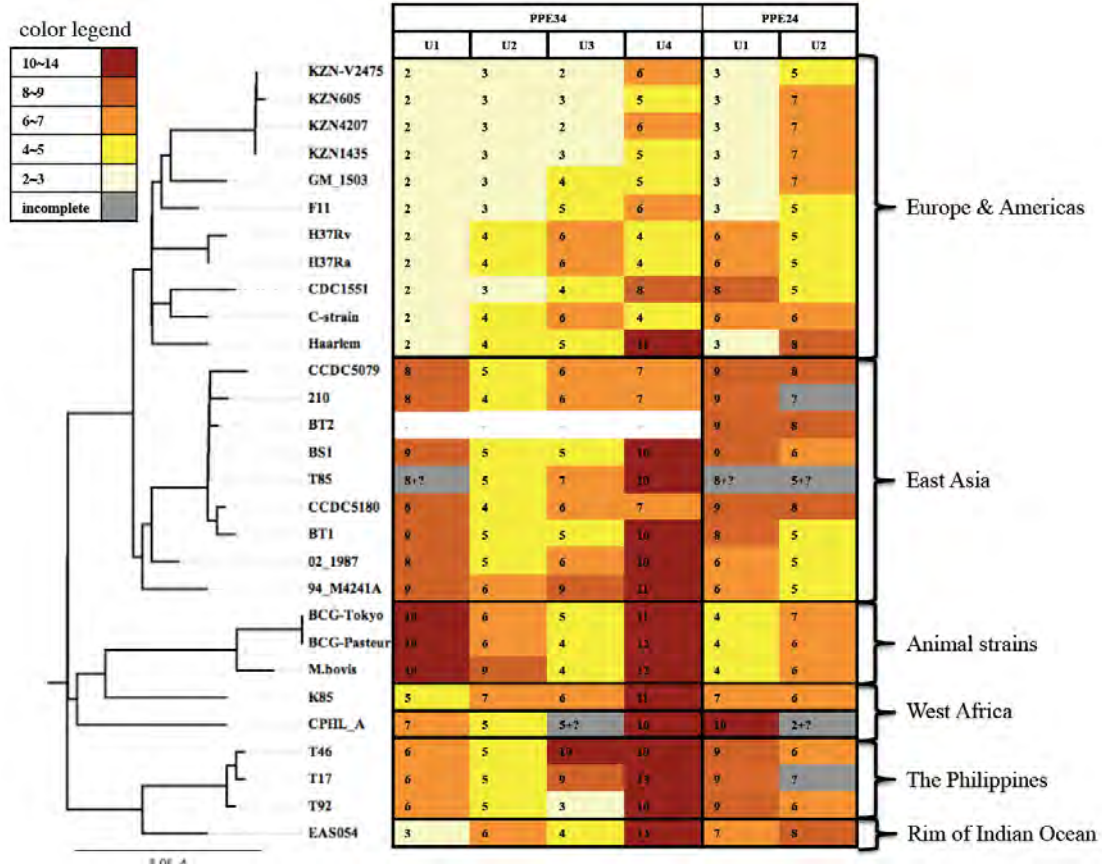 PPE34 PPE24
color legend
U1 U2 U3 U4 U1 U2
10~14
8~9
6~7
4~5
2~3
incomplete
KZN-V2475 2 3 2 6 3 5
KZN605 2 3 3 5 3 7
KZN4207 2 3 2 6 3 7
KZN1435 2 3 3 5 3 7
GM_1503 2 3 4 5 3 7
F11 2 3 5 6 3 5
Europe & Americas
H37Rv 2 4 6 4 6 5
H37Ra 2 4 6 4 6 5
CDC1551 2 3 4 8 8 5
C-strain 2 4 6 4 6 6
Haarlem 2 4 5 11 3 8
CCDC5079 8 5 6 7 9 8
210 8 4 6 7 9
BT2 - - - - 9 8
BS1 9 5 5 10 9 6
T85 8+? 5 7 10 8+? 5+?
East Asia
CCDC5180 4 6 7 9 8
BT1 9 5 5 10 8 5
02_1987 8 5 6 10 6 5
94_M4241A 9 6 9 11 6 5
BCG-Tokyo 10 6 5 11 4 7
BCG-Pasteur 10 6 4 4 6
Animal strains
M.bovis 10 9 4 12 4 6
K85 5 7 6 11 7 6
West Africa
CPHL_A 7 5 5+? 10 10 2+?
T46 6 5 10 10 9 6
T17 6 5 9 9
The Philippines
T92 6 5 3 10 9 6
EAS054 3 6 4 7 8
Rim of Indian Ocean